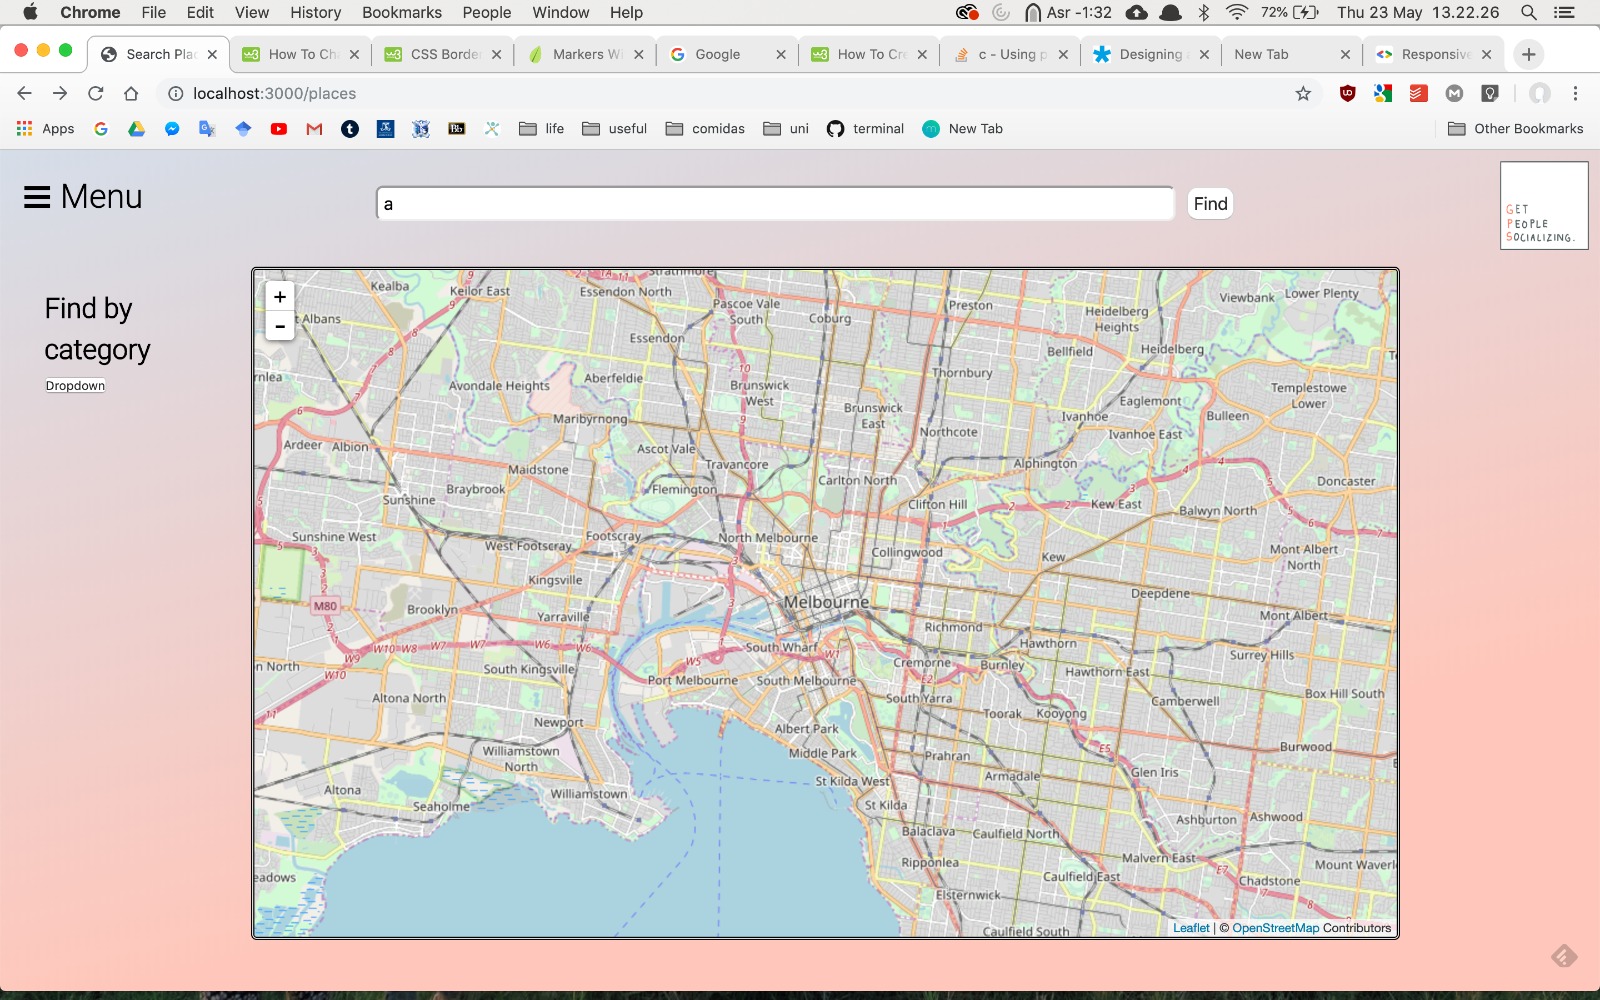 Chrome File Edit View History Bookmarks People Window Help Asr -1:32 72% Thu 23 May 13.22.26
Search Plac How To Ch CSS Border Markers Wi Google How To Cre c - Using p Designing New Tab Responsive
localhost:3000/places
Apps life useful comidas uni terminal New Tab Other Bookmarks
Menu
a
Find
GET
PEOPLE
SOCIALIZING.
Find by
category
Dropdown
+
-
Strathmore
Kealba
Keilor East
Essendon North
Pascoe Vale
South
Coburg
Preston
Viewbank
Lower Plenty
Heidelberg
Heights
t Albans
Essendon
Bellfield
Heidelberg
rnlea
Avondale Heights
Aberfeldie
Brunswick
West
Thornbury
Templestowe
Lower
Eaglemont
Bulleen
Maribyrnong
Brunswick
East
Ivanhoe
Ivanhoe East
Northcote
Ardeer
Albion
Ascot Vale
Travancore
Maidstone
Alphington
Carlton North
Doncaster
Braybrook
Flemington
Sunshine
Clifton Hill
Kew East
Balwyn North
Sunshine West
West Footscray
Footscray
North Melbourne
Collingwood
Kew
Mont Albert
North
Kingsville
Deepdene
M80
Brooklyn
Yarraville
Melbourne
Mont Albert
Richmond
Hawthorn
South Wharf
Surrey Hills
W10 W8 W7 W7 W6 W6
W9
W10
W5
W1
E2
n North
South Kingsville
Port Melbourne
South Melbourne
Cremorne
Burnley
Hawthorn East
Box Hill South
Altona North
South Yarra
Camberwell
Toorak
Kooyong
Newport
Albert Park
Middle Park
Burwood
E5
Williamstown
North
Prahran
Glen Iris
Armadale
St Kilda West
Altona
Williamstown
Seaholme
St Kilda
Ashburton
Ashwood
Balaclava
Caulfield North
Malvern East
Ripponlea
Mount Waverl
E7
Caulfield East
Chadstone
eadows
Elsternwick
Caulfield South
Leaflet | © OpenStreetMap Contributors